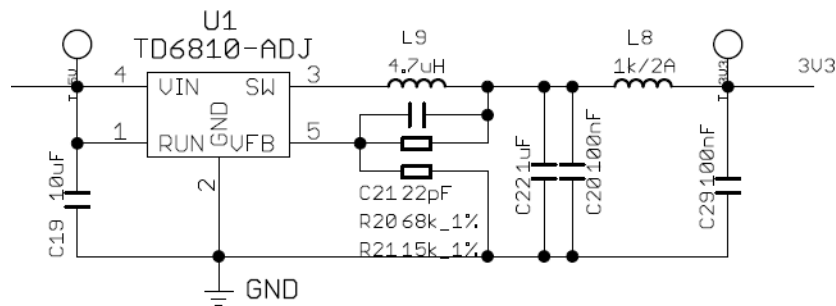 U1
TD6810-ADJ
L9
4.7uH
L8
1k/2A
3V3
4
VIN
SW
3
1
RUN
GND
VFB
5
2
10uF
C19
C21 22pF
R20 68k_1%
R21 15k_1%
C22 1uF
C20 100nF
C29 100nF
GND